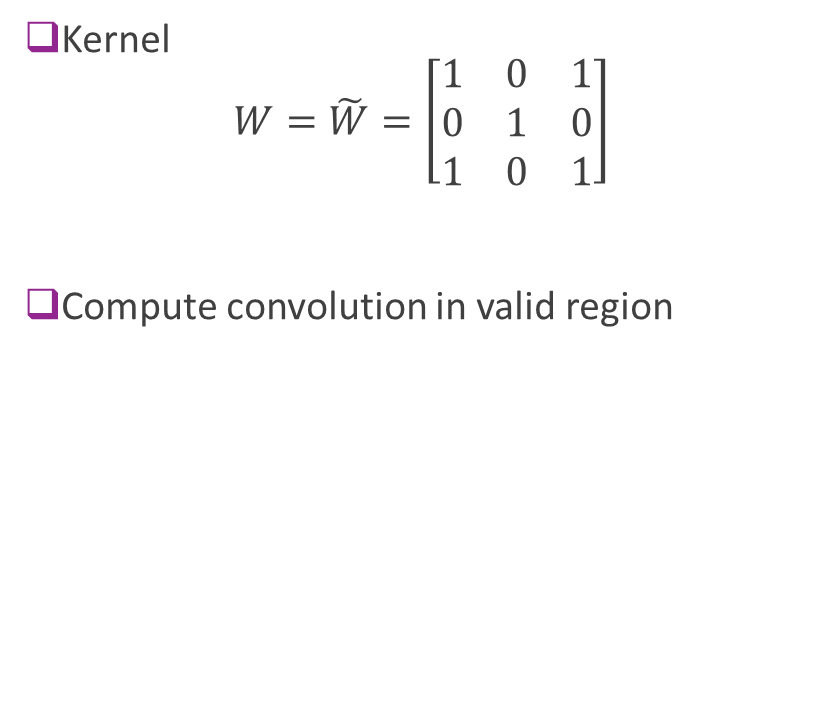 ❑Kernel
W = W̃ = [1 0 1
0 1 0
1 0 1]
❑Compute convolution in valid region